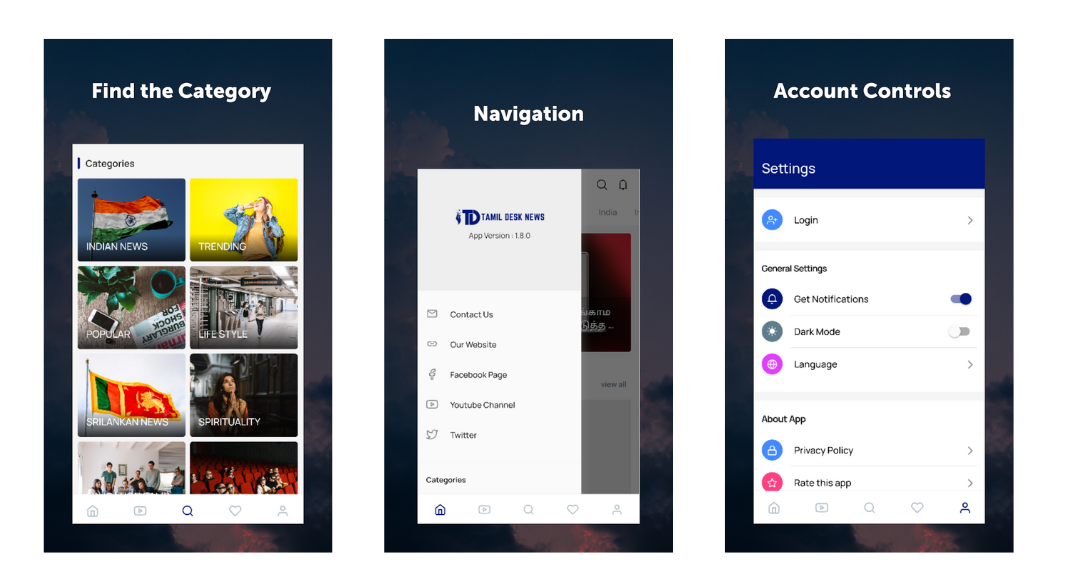 Find the Category
Categories
INDIAN NEWS
TRENDING
POPULAR
LIFE STYLE
SRILANKAN NEWS
SPIRITUALITY
Navigation
TD TAMIL DESK NEWS
App Version : 1.8.0
India
Contact Us
Our Website
Facebook Page
view all
Youtube Channel
Twitter
Categories
Account Controls
Settings
Login
General Settings
Get Notifications
Dark Mode
Language
About App
Privacy Policy
Rate this app